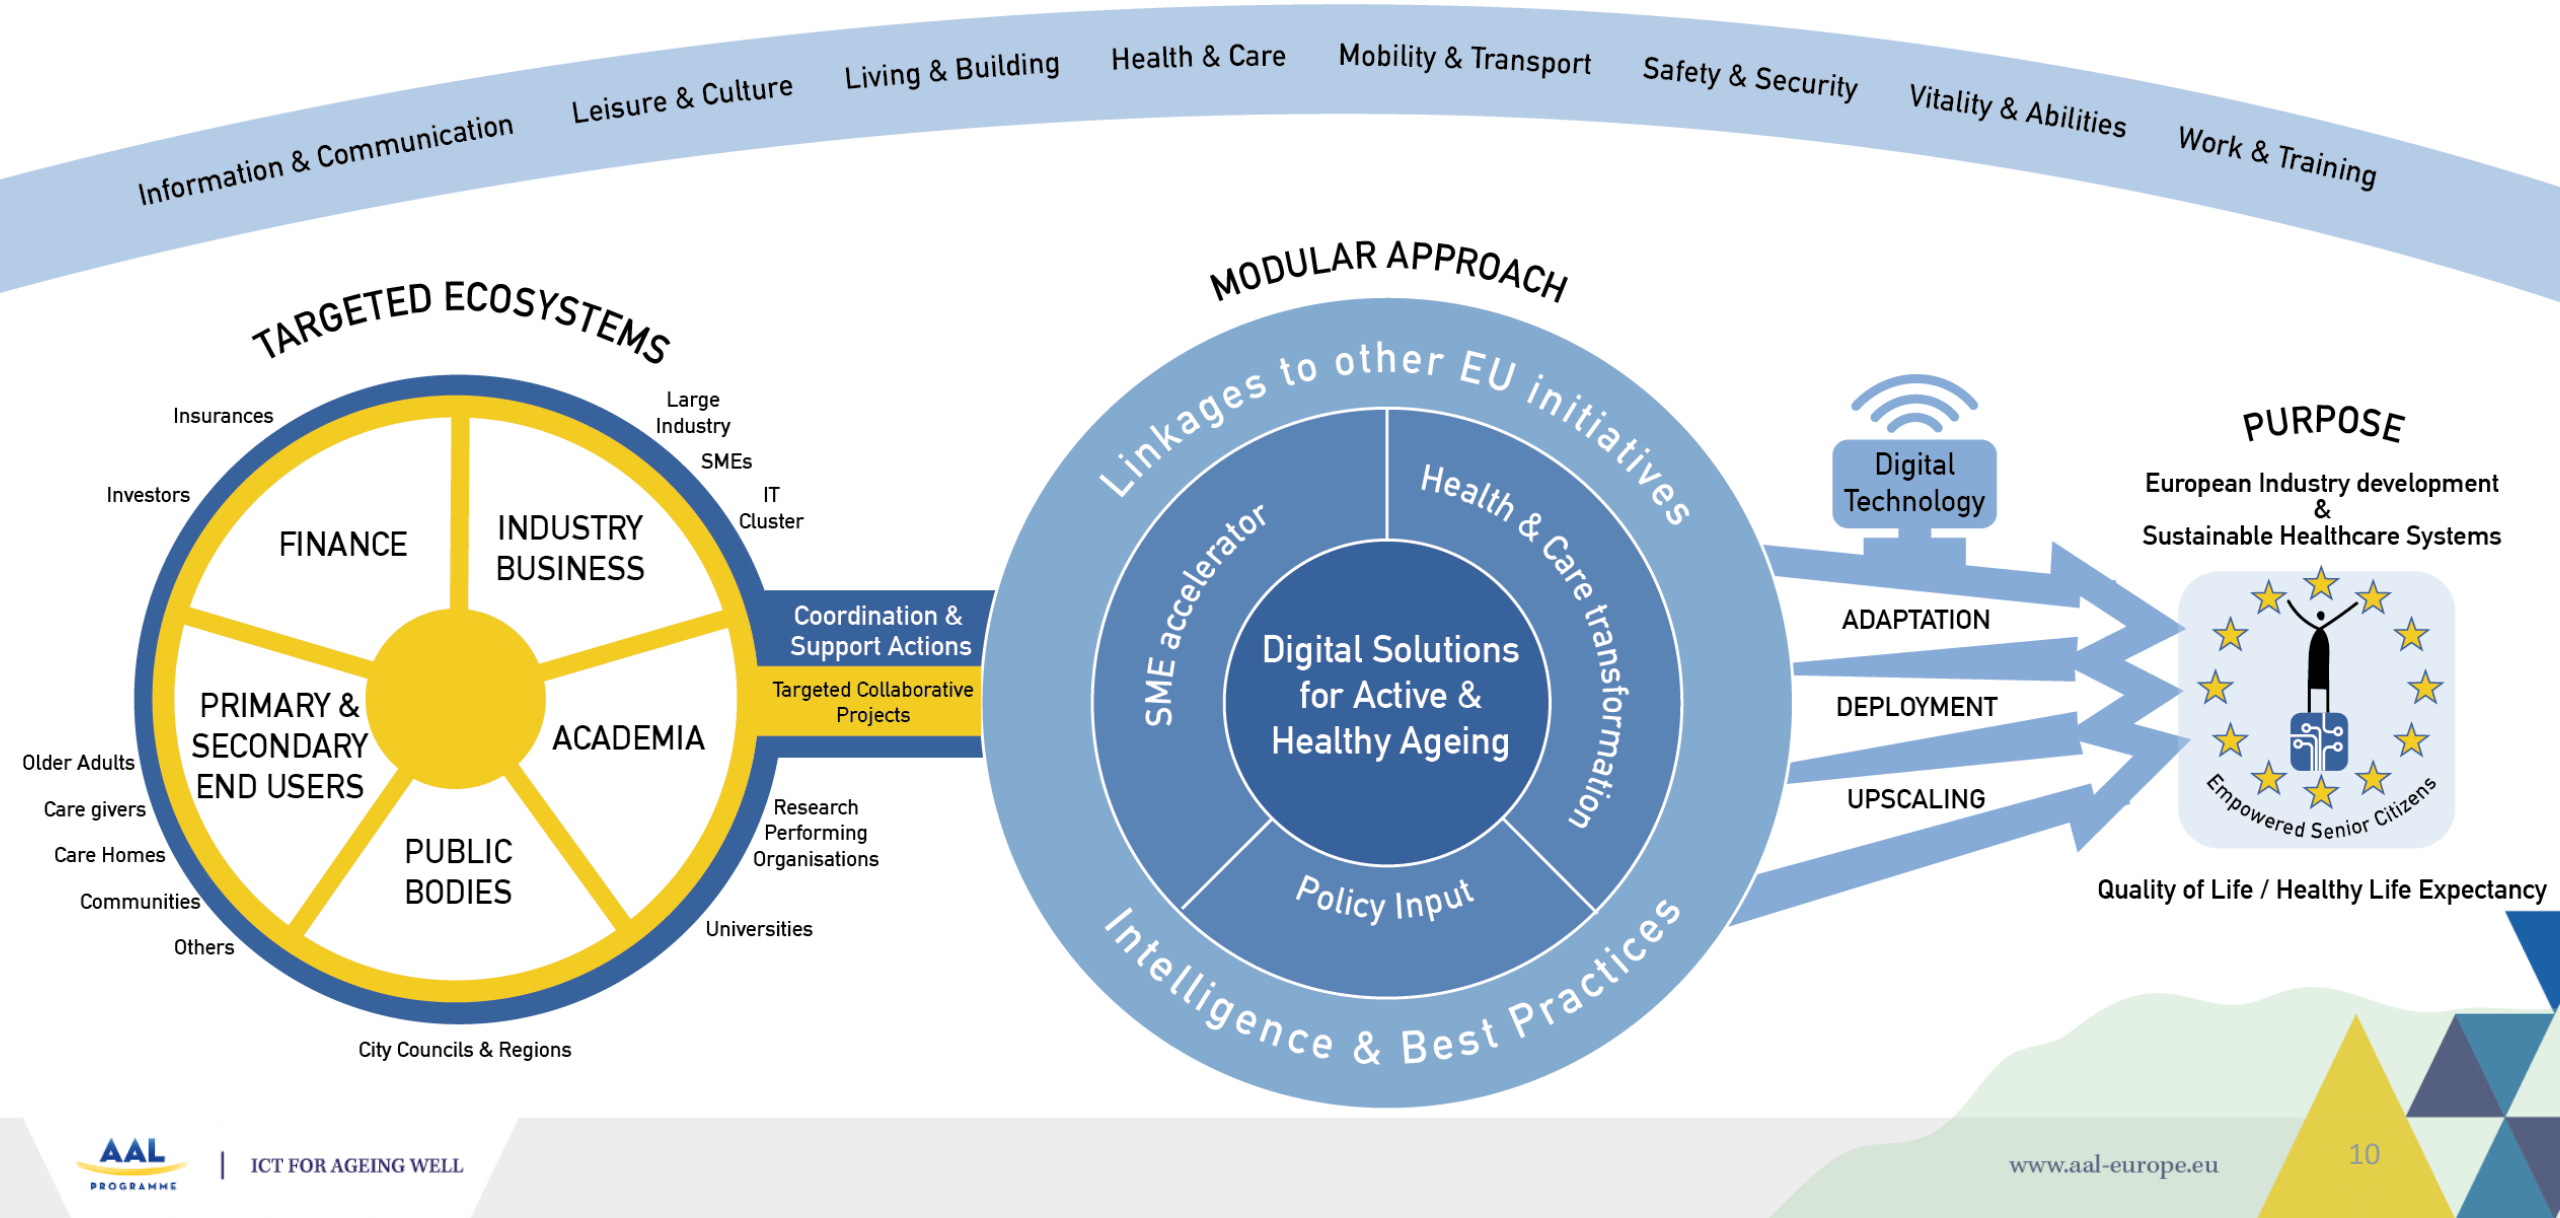 Information & Communication
Leisure & Culture
Living & Building
Health & Care
Mobility & Transport
Safety & Security
Vitality & Abilities
Work & Training
TARGETED ECOSYSTEMS
Insurances
Investors
Large
Industry
SMEs
IT
Cluster
FINANCE
INDUSTRY
BUSINESS
PRIMARY &
SECONDARY
END USERS
ACADEMIA
PUBLIC
BODIES
Older Adults
Care givers
Care Homes
Communities
Others
City Councils & Regions
Research
Performing
Organisations
Universities
Coordination &
Support Actions
Targeted Collaborative
Projects
MODULAR APPROACH
Linkages to other EU initiatives
SME accelerator
Health & Care transformation
Digital Solutions
for Active &
Healthy Ageing
Policy Input
Intelligence & Best Practices
Digital
Technology
ADAPTATION
DEPLOYMENT
UPSCALING
PURPOSE
European Industry development
&
Sustainable Healthcare Systems
Empowered Senior Citizens
Quality of Life / Healthy Life Expectancy
AAL
PROGRAMME
ICT FOR AGEING WELL
www.aal-europe.eu
10